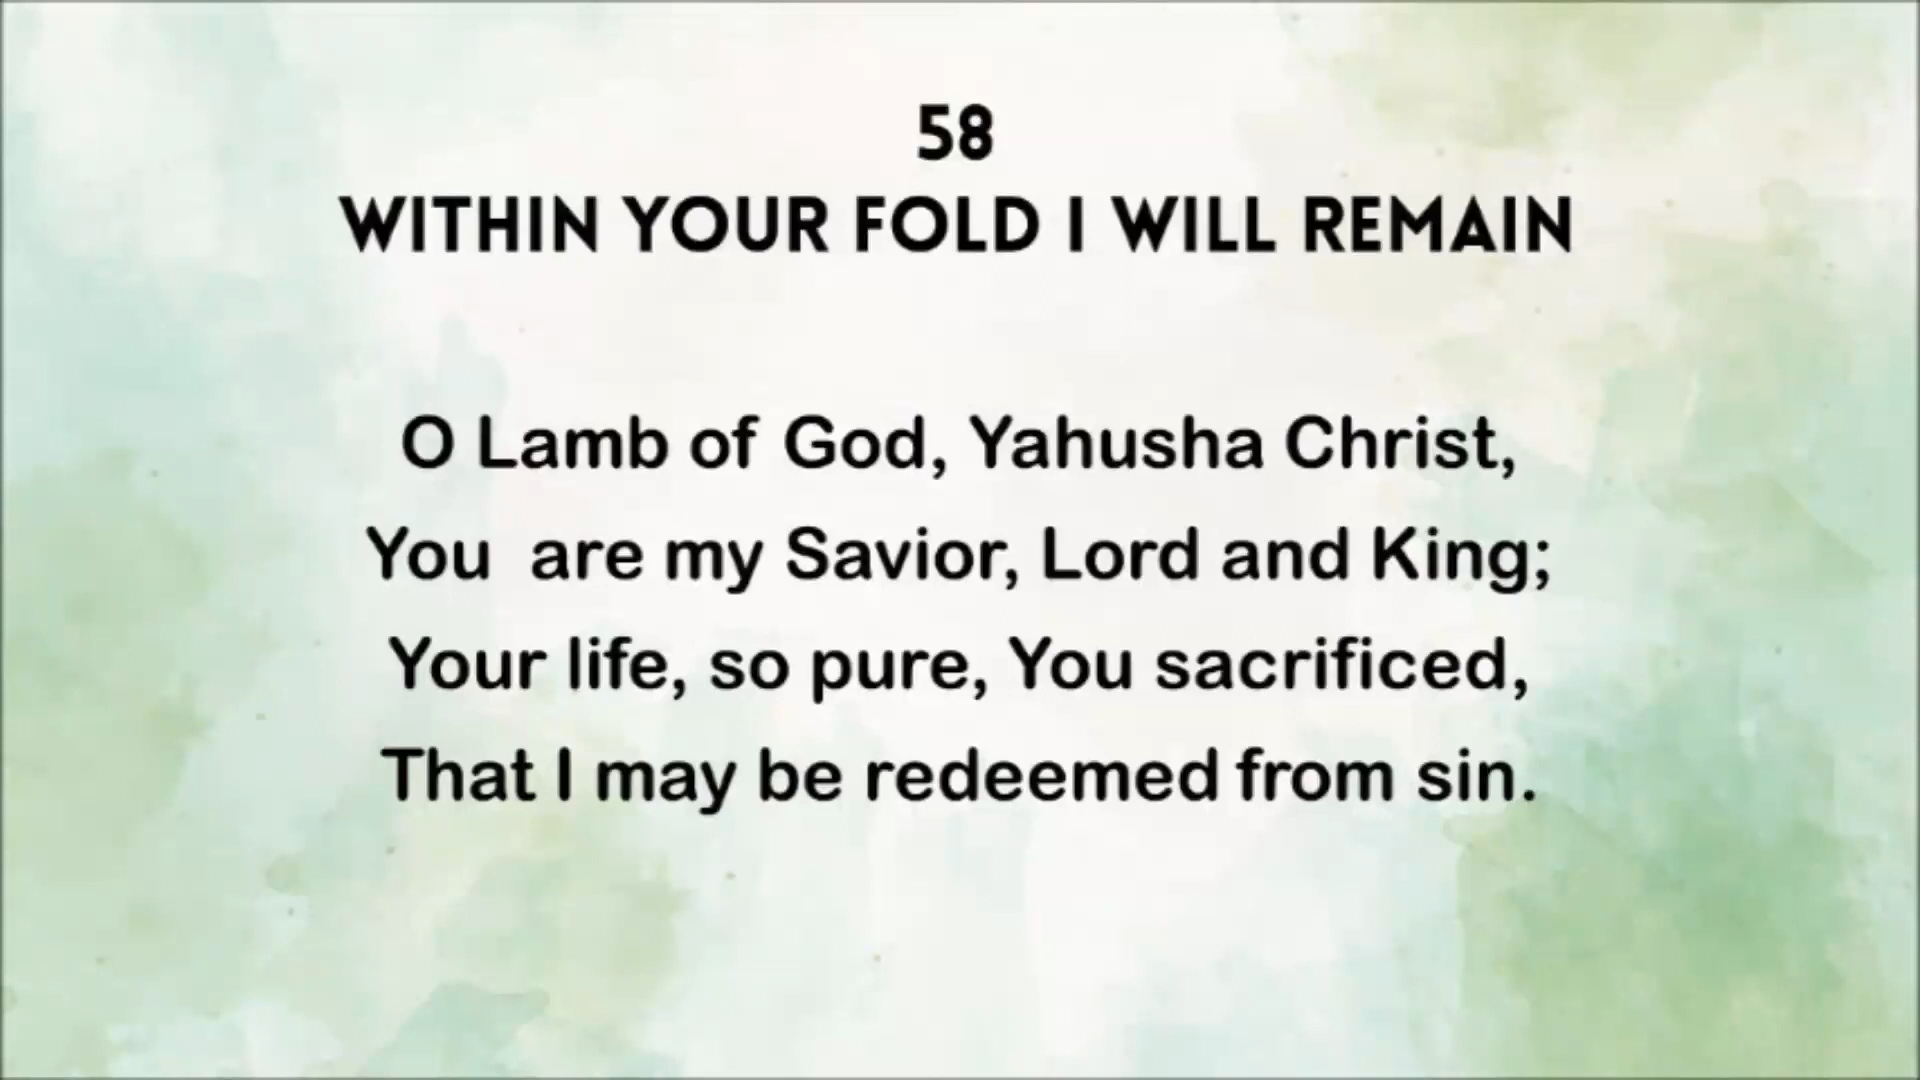 58
WITHIN YOUR FOLD I WILL REMAIN
O Lamb of God, Yahusha Christ,
You are my Savior, Lord and King;
Your life, so pure, You sacrificed,
That I may be redeemed from sin.